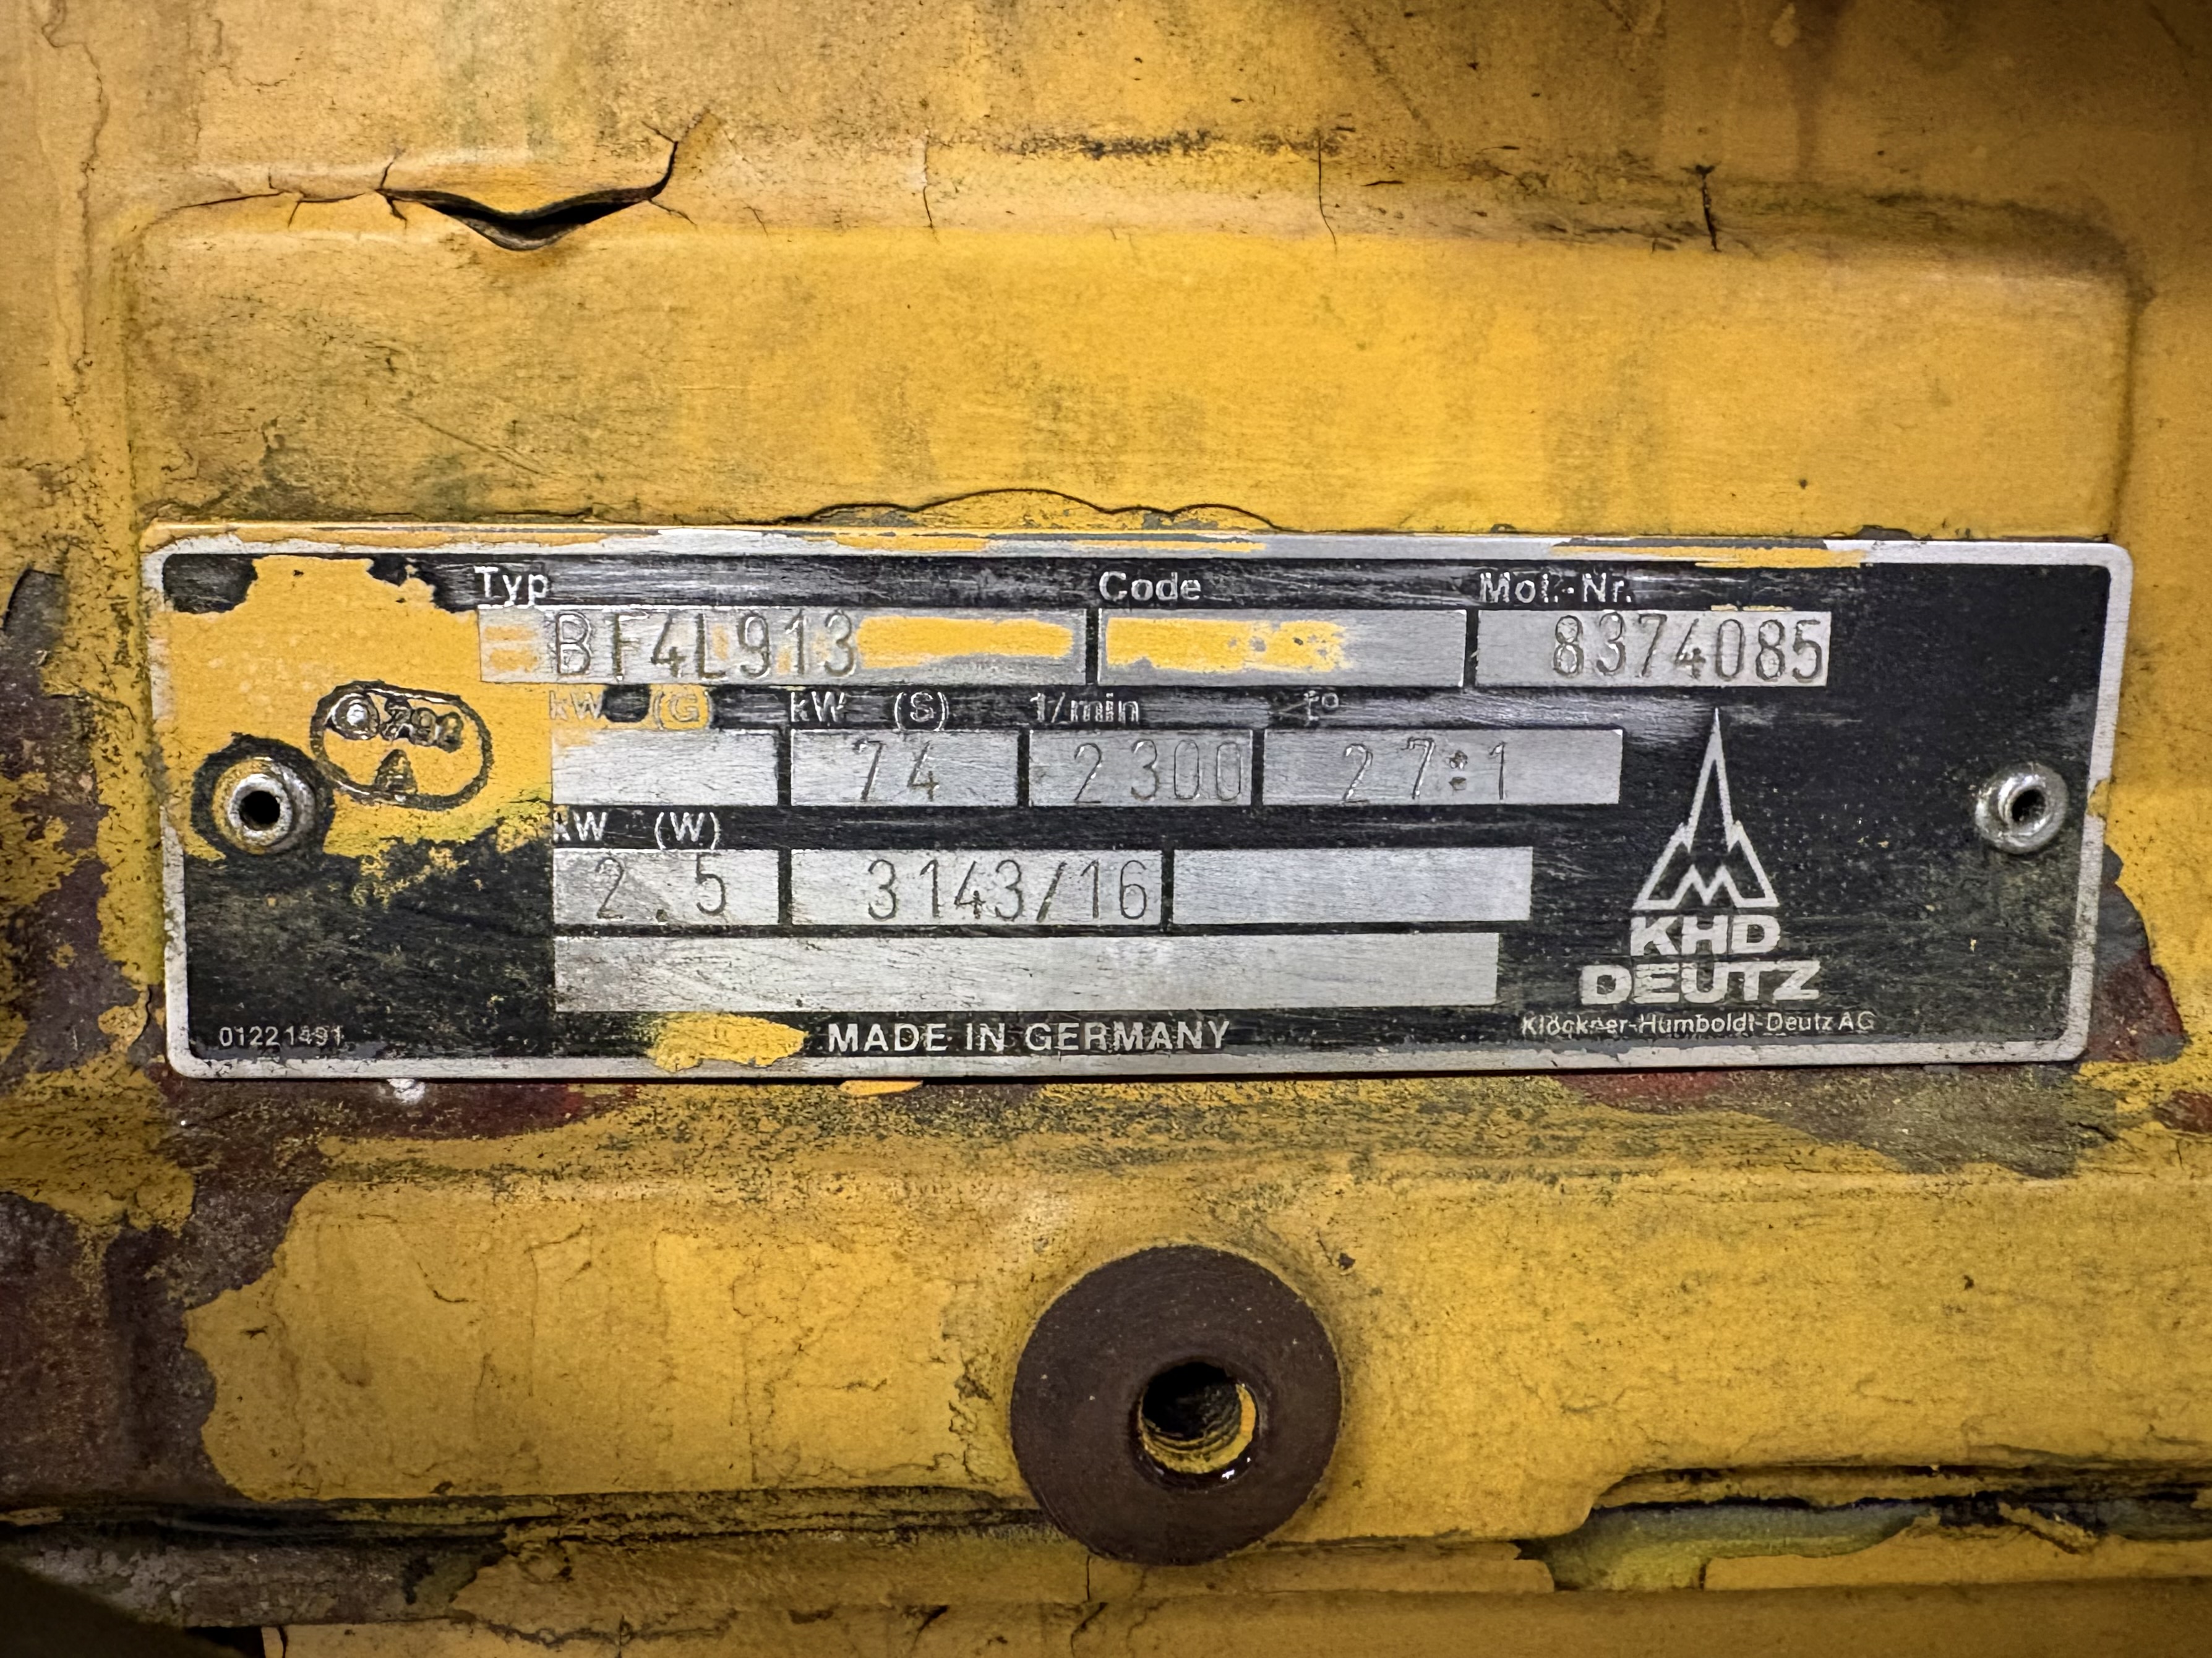 Typ Code Mot.-Nr.
BF4L913 8374085
kW (G) kW (S) 1/min
74 2300 27:1
kW (W)
2.5 3143/16
KHD
DEUTZ
01221491 MADE IN GERMANY Klöckner-Humboldt-Deutz AG